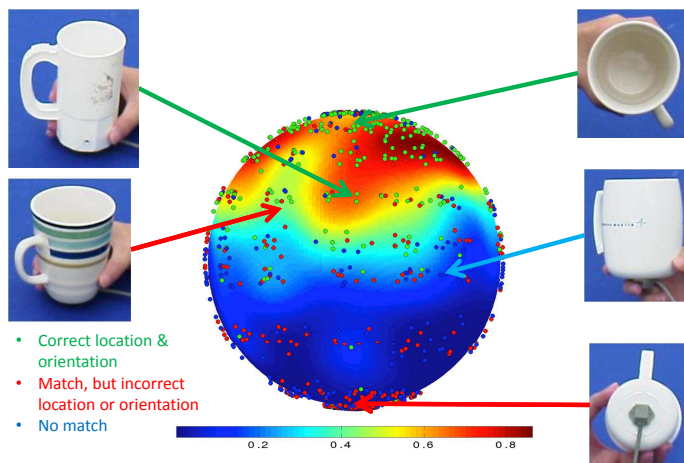 • Correct location &
orientation
• Match, but incorrect
location or orientation
• No match
0.2
0.4
0.6
0.8